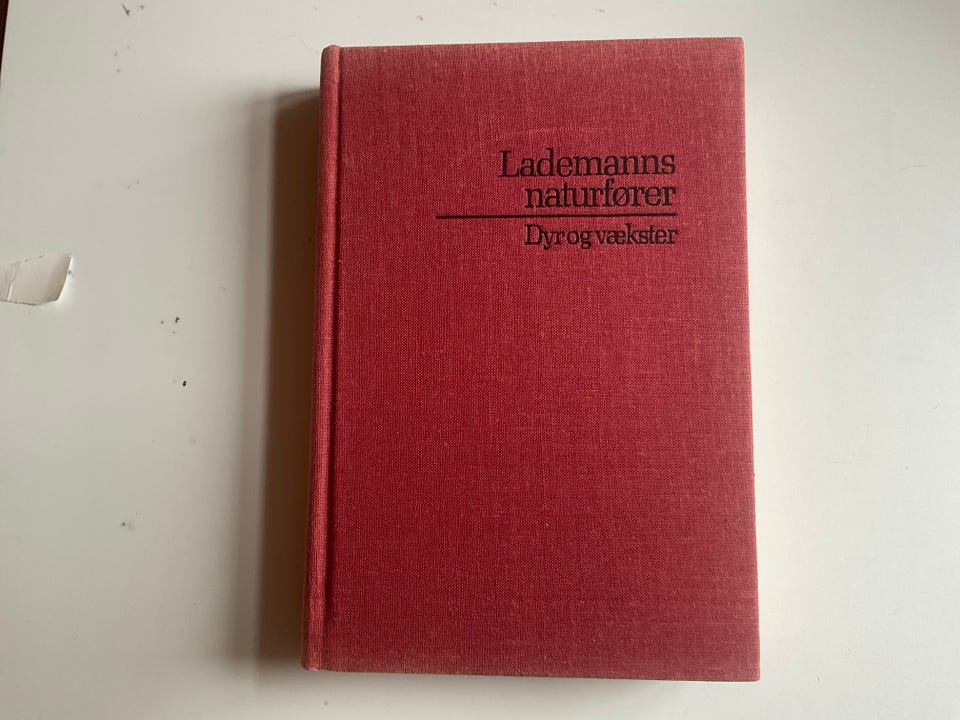 Lademanns
naturfører
Dyr og vækster